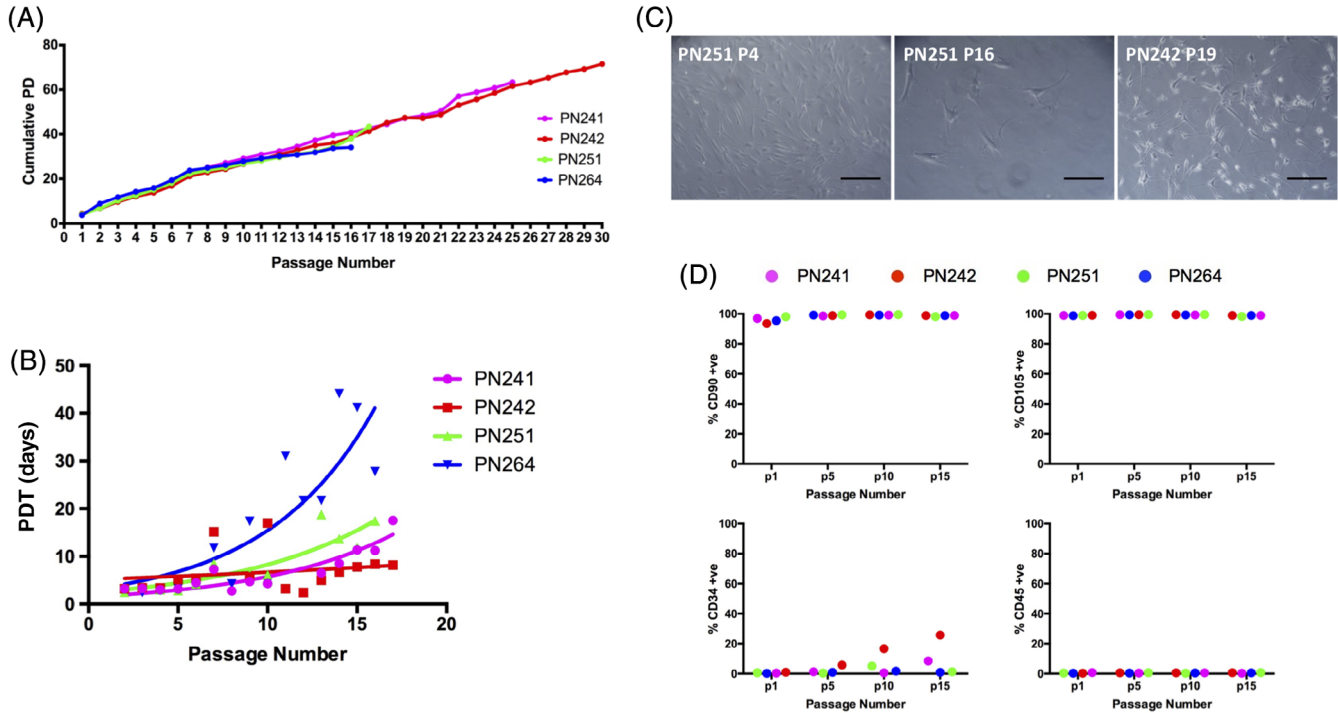 (A)
80
60
40
20
0
Cumulative PD
0 1 2 3 4 5 6 7 8 9 10 11 12 13 14 15 16 17 18 19 20 21 22 23 24 25 26 27 28 29 30
Passage Number
PN241
PN242
PN251
PN264
(B)
50
40
30
20
10
0
PDT (days)
0 5 10 15 20
Passage Number
PN241
PN242
PN251
PN264
(C)
PN251 P4
PN251 P16
PN242 P19
(D)
PN241 PN242 PN251 PN264
100
80
60
40
20
0
% CD90 +ve
p1 p5 p10 p15
Passage Number
100
80
60
40
20
0
% CD105 +ve
p1 p5 p10 p15
Passage Number
100
80
60
40
20
0
% CD34 +ve
p1 p5 p10 p15
Passage Number
100
80
60
40
20
0
% CD45 +ve
p1 p5 p10 p15
Passage Number